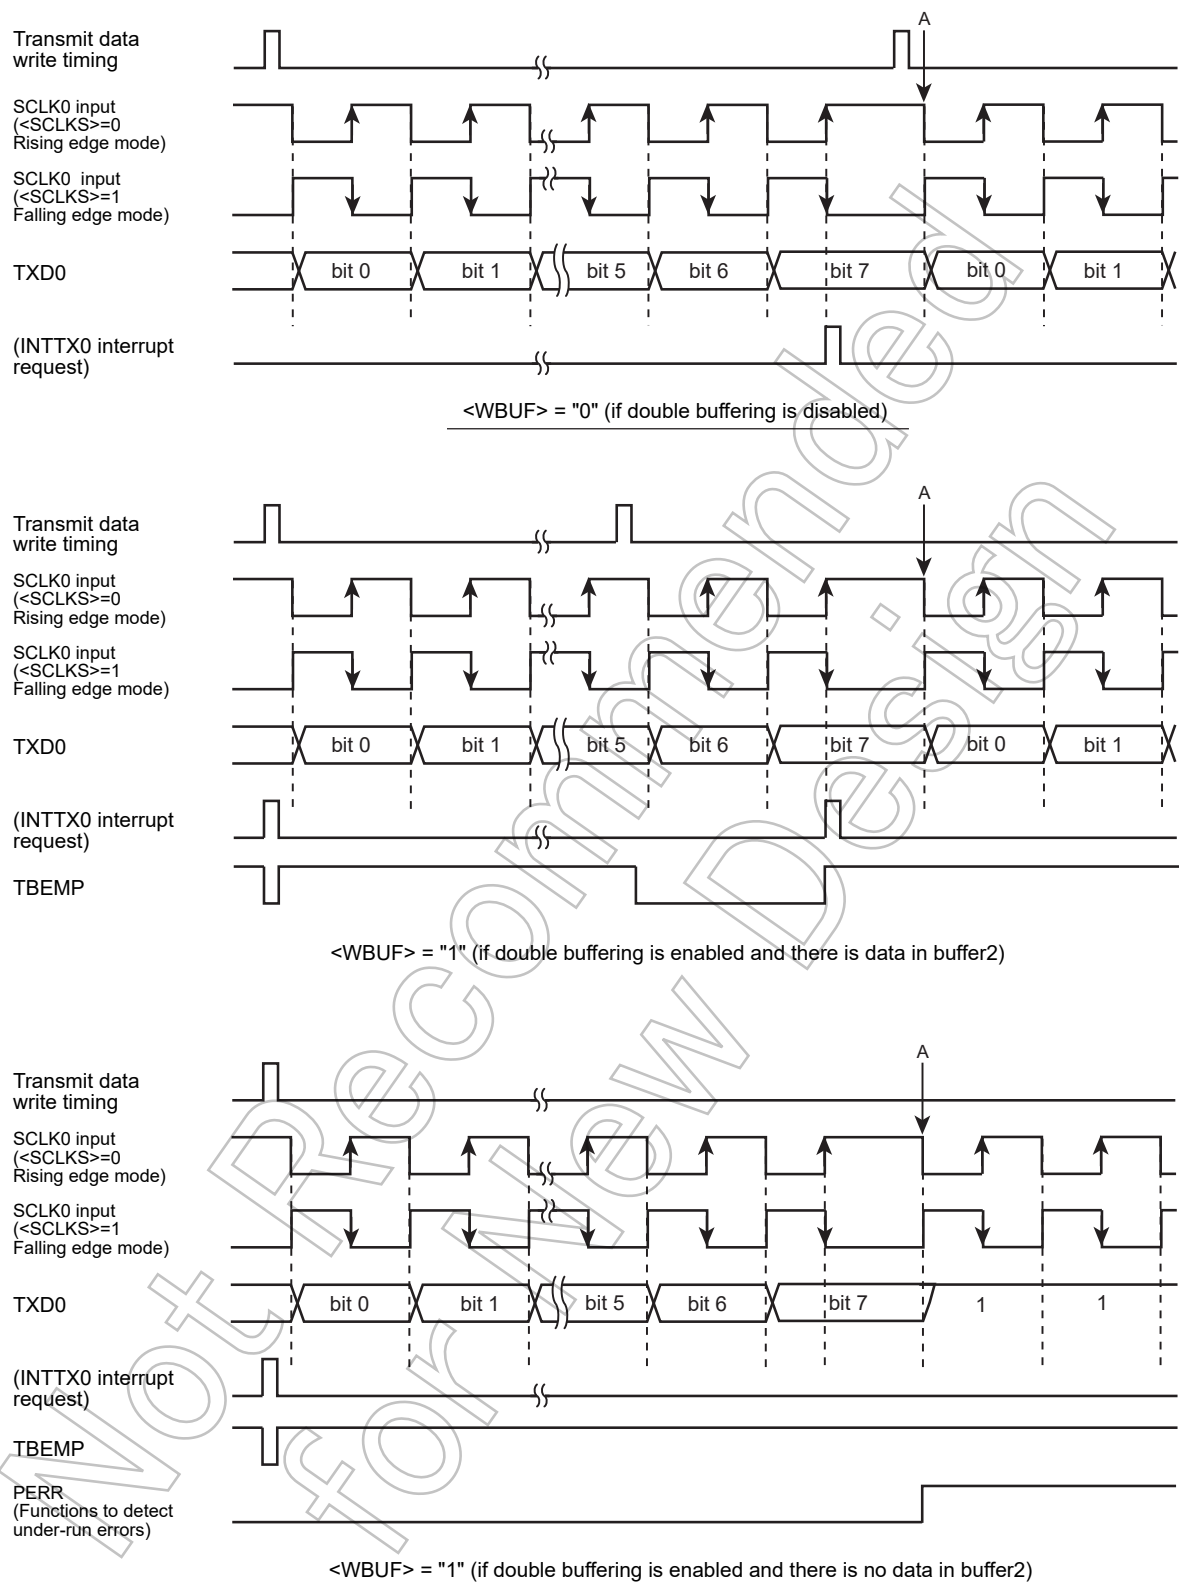 A
Transmit data
write timing
SCLK0 input
(<SCLKS>=0
Rising edge mode)
SCLK0 input
(<SCLKS>=1
Falling edge mode)
TXD0
bit 0 bit 1 bit 5 bit 6 bit 7 bit 0 bit 1
(INTTX0 interrupt
request)
<WBUF> = "0" (if double buffering is disabled)
A
Transmit data
write timing
SCLK0 input
(<SCLKS>=0
Rising edge mode)
SCLK0 input
(<SCLKS>=1
Falling edge mode)
TXD0
bit 0 bit 1 bit 5 bit 6 bit 7 bit 0 bit 1
(INTTX0 interrupt
request)
TBEMP
<WBUF> = "1" (if double buffering is enabled and there is data in buffer2)
A
Transmit data
write timing
SCLK0 input
(<SCLKS>=0
Rising edge mode)
SCLK0 input
(<SCLKS>=1
Falling edge mode)
TXD0
bit 0 bit 1 bit 5 bit 6 bit 7 1 1
(INTTX0 interrupt
request)
TBEMP
PERR
(Functions to detect
under-run errors)
<WBUF> = "1" (if double buffering is enabled and there is no data in buffer2)
Not Recommended
for New Design